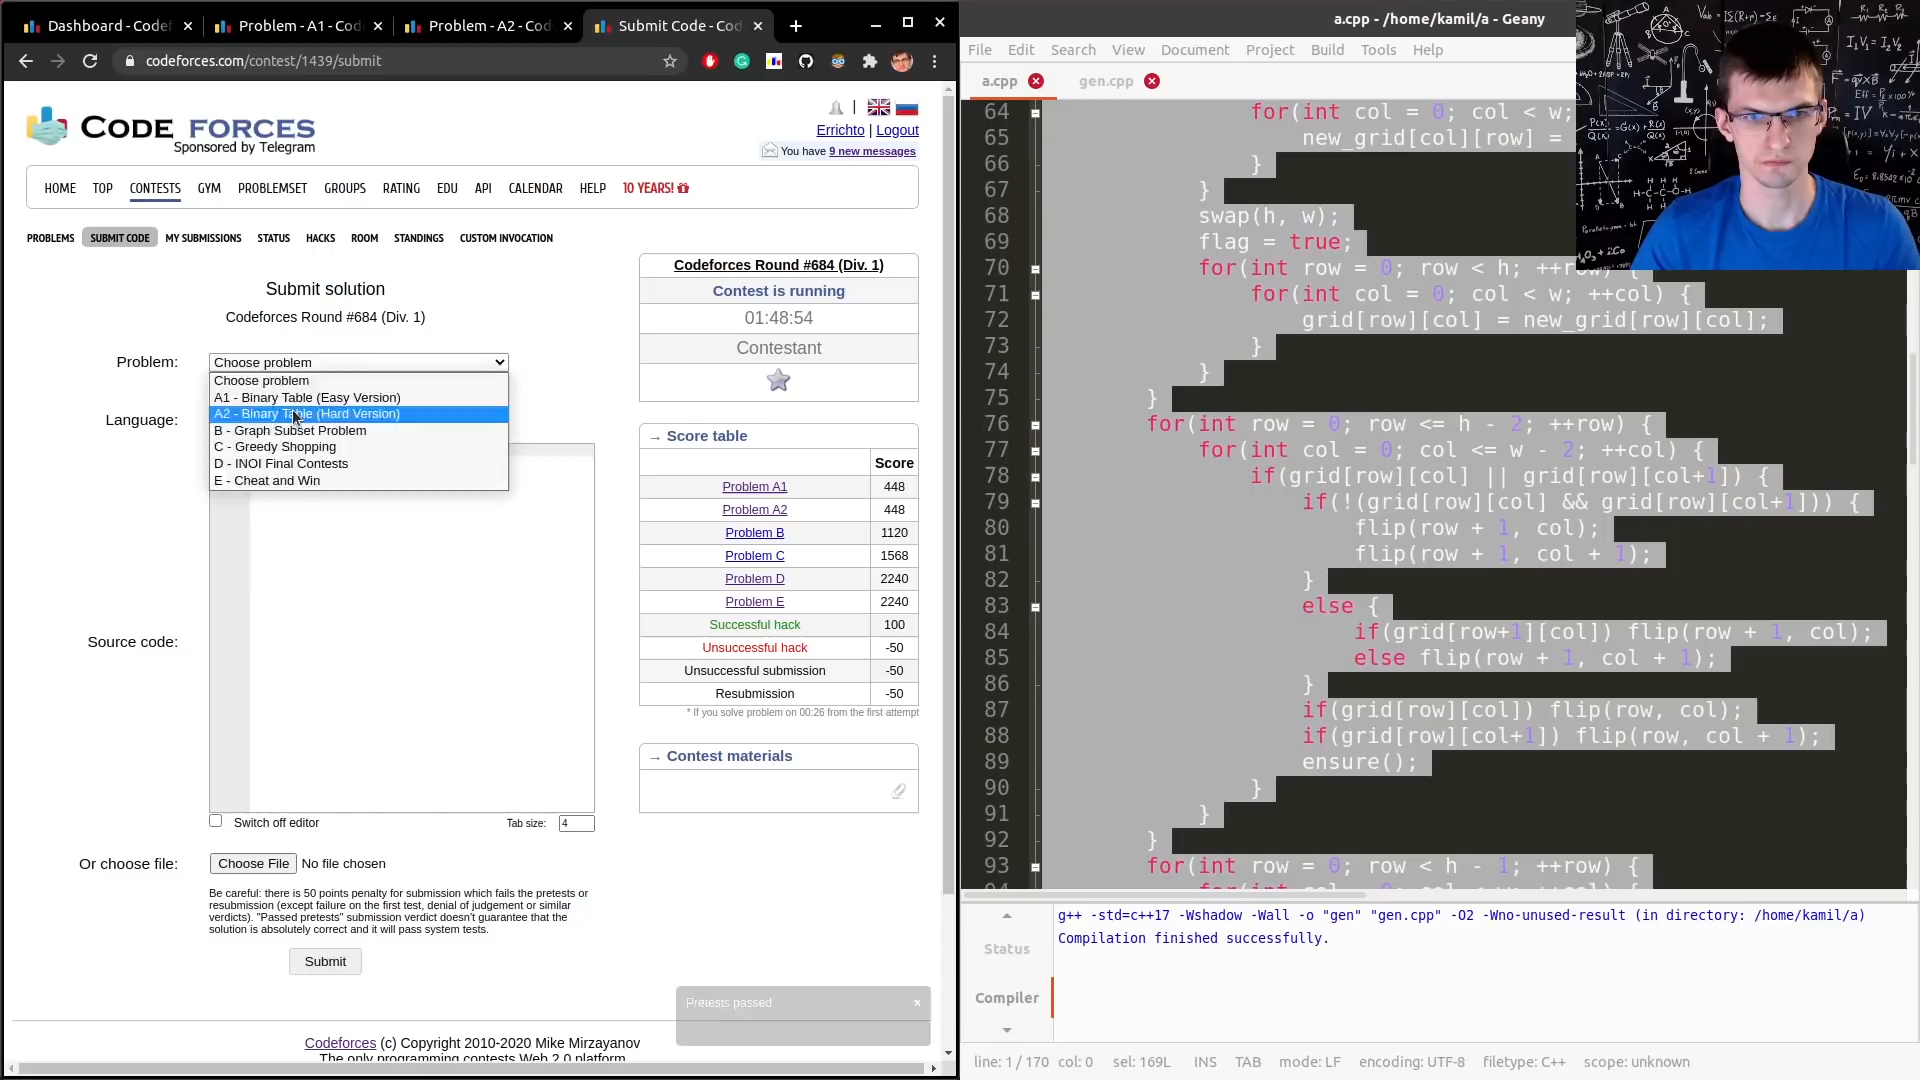 Dashboard - Codef
Problem - A1 - Cod
Problem - A2 - Cod
Submit Code - Cod
codeforces.com/contest/1439/submit
CODE FORCES
Sponsored by Telegram
Errichto | Logout
You have 9 new messages
HOME TOP CONTESTS GYM PROBLEMSET GROUPS RATING EDU API CALENDAR HELP 10 YEARS!
PROBLEMS SUBMIT CODE MY SUBMISSIONS STATUS HACKS ROOM STANDINGS CUSTOM INVOCATION
Submit solution
Codeforces Round #684 (Div. 1)
Problem:
Choose problem
Choose problem
A1 - Binary Table (Easy Version)
A2 - Binary Table (Hard Version)
B - Graph Subset Problem
C - Greedy Shopping
D - INOI Final Contests
E - Cheat and Win
Language:
Source code:
Switch off editor
Tab size: 4
Or choose file:
Choose File No file chosen
Be careful: there is 50 points penalty for submission which fails the pretests or
resubmission (except failure on the first test, denial of judgement or similar
verdicts). "Passed pretests" submission verdict doesn't guarantee that the
solution is absolutely correct and it will pass system tests.
Submit
Codeforces Round #684 (Div. 1)
Contest is running
01:48:54
Contestant
→ Score table
Score
Problem A1 448
Problem A2 448
Problem B 1120
Problem C 1568
Problem D 2240
Problem E 2240
Successful hack 100
Unsuccessful hack -50
Unsuccessful submission -50
Resubmission -50
* If you solve problem on 00:26 from the first attempt
→ Contest materials
Pretests passed
Codeforces (c) Copyright 2010-2020 Mike Mirzayanov
The only programming contests Web 2.0 platform
a.cpp - /home/kamil/a - Geany
File Edit Search View Document Project Build Tools Help
a.cpp
gen.cpp
64 for(int col = 0; col < w;
65 new_grid[col][row] =
66 }
67 }
68 swap(h, w);
69 flag = true;
70 for(int row = 0; row < h; ++row) {
71 for(int col = 0; col < w; ++col) {
72 grid[row][col] = new_grid[row][col];
73 }
74 }
75 }
76 for(int row = 0; row <= h - 2; ++row) {
77 for(int col = 0; col <= w - 2; ++col) {
78 if(grid[row][col] || grid[row][col+1]) {
79 if(!(grid[row][col] && grid[row][col+1])) {
80 flip(row + 1, col);
81 flip(row + 1, col + 1);
82 }
83 else {
84 if(grid[row+1][col]) flip(row + 1, col);
85 else flip(row + 1, col + 1);
86 }
87 if(grid[row][col]) flip(row, col);
88 if(grid[row][col+1]) flip(row, col + 1);
89 ensure();
90 }
91 }
92 }
93 for(int row = 0; row < h - 1; ++row) {
Status
Compiler
g++ -std=c++17 -Wshadow -Wall -o "gen" "gen.cpp" -O2 -Wno-unused-result (in directory: /home/kamil/a)
Compilation finished successfully.
line: 1 / 170 col: 0 sel: 169L INS TAB mode: LF encoding: UTF-8 filetype: C++ scope: unknown